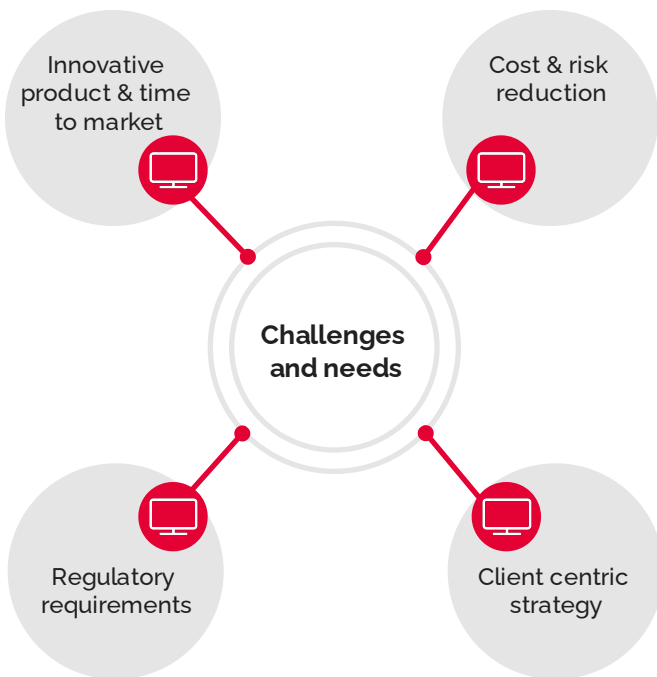 Innovative
product & time
to market
Cost & risk
reduction
Challenges
and needs
Regulatory
requirements
Client centric
strategy